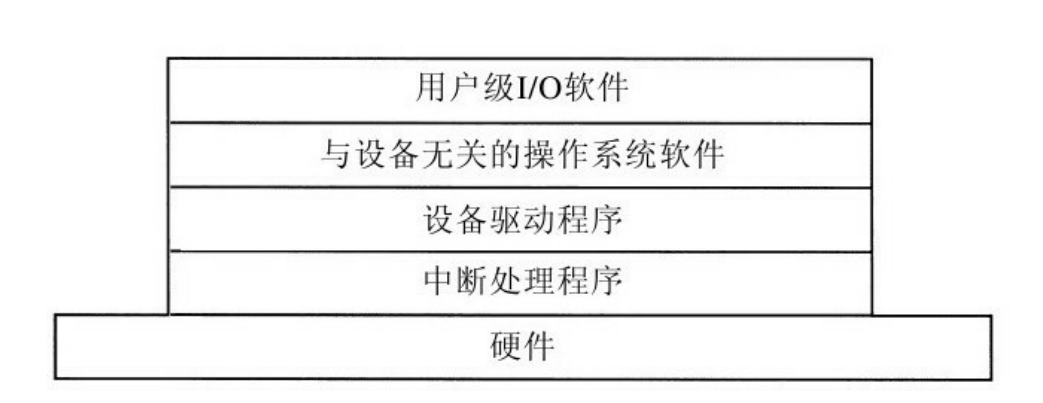 用户级I/O软件
与设备无关的操作系统软件
设备驱动程序
中断处理程序
硬件